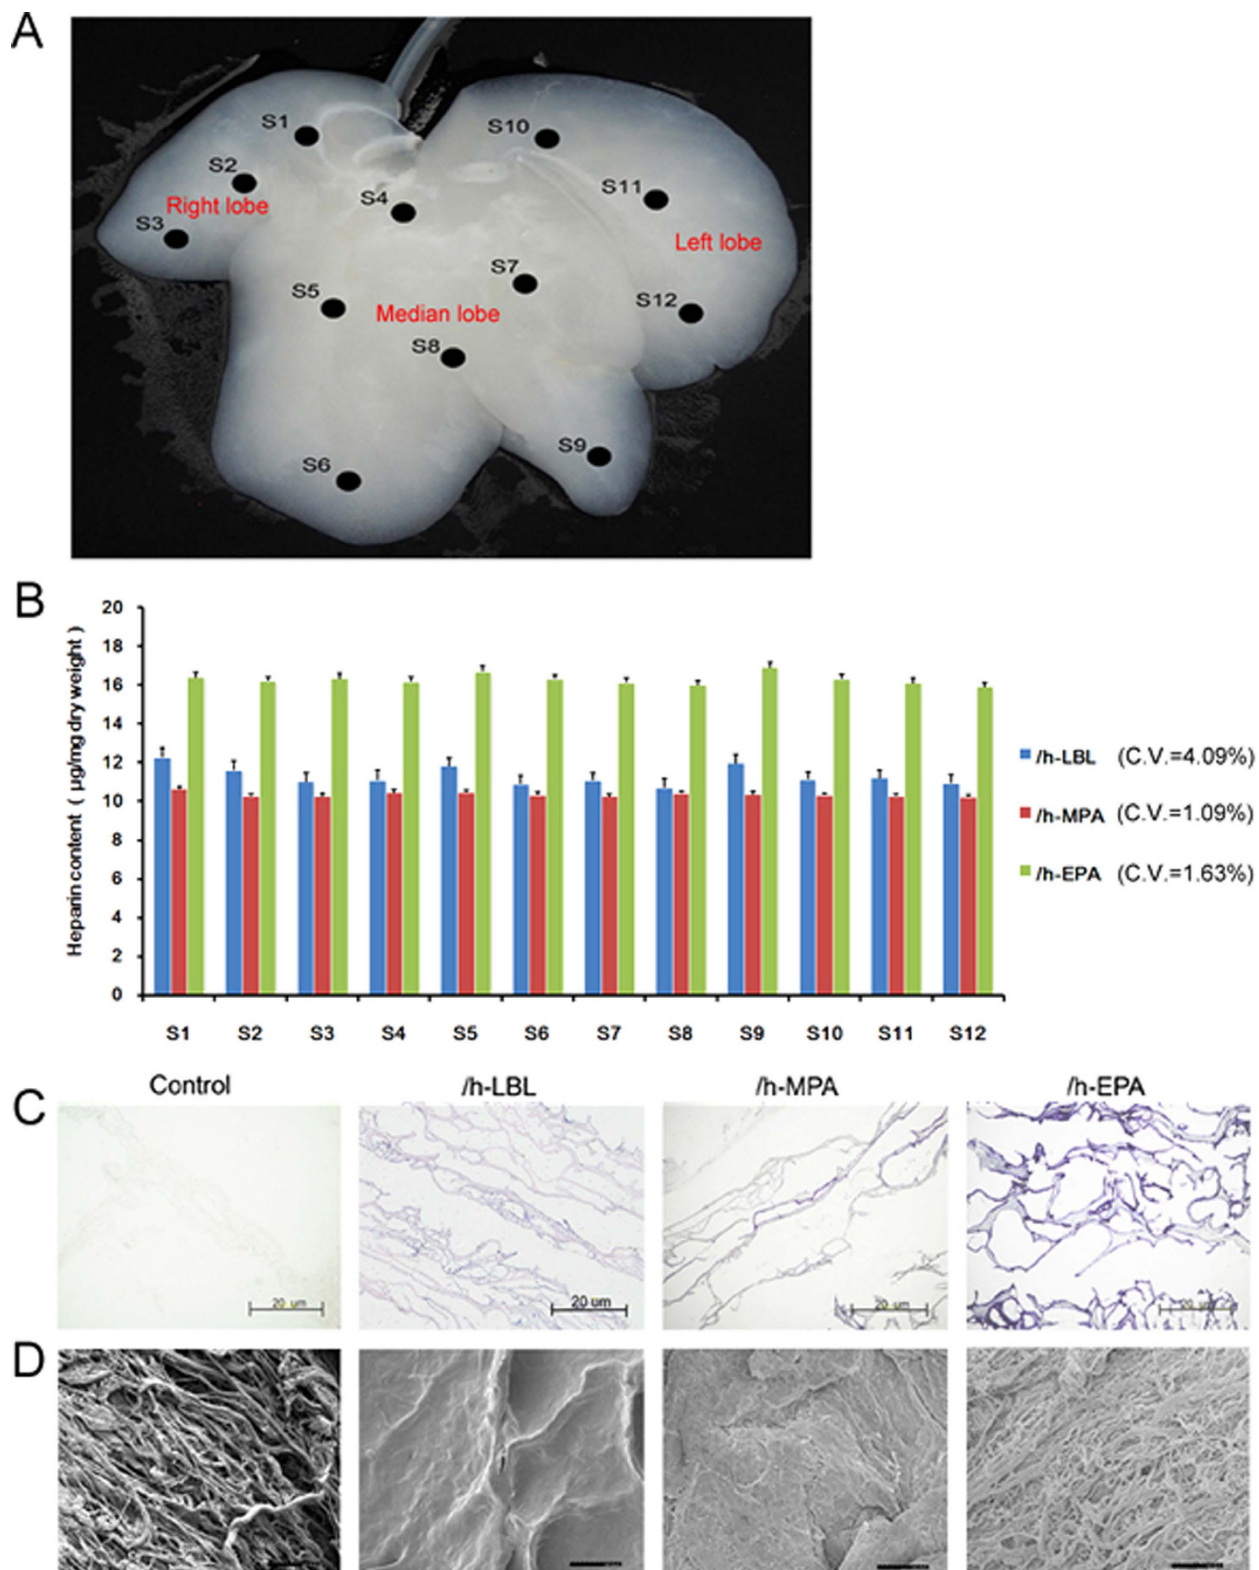 A
S1
S10
S2
S11
S4
Right lobe
S3
Left lobe
S7
S5
S12
Median lobe
S8
S9
S6
B
Heparin content ( μg/mg dry weight )
20
18
16
14
12
10
8
6
4
2
0
S1 S2 S3 S4 S5 S6 S7 S8 S9 S10 S11 S12
/h-LBL (C.V.=4.09%)
/h-MPA (C.V.=1.09%)
/h-EPA (C.V.=1.63%)
Control /h-LBL /h-MPA /h-EPA
C
20 um 20 um 20 um 20 um
D